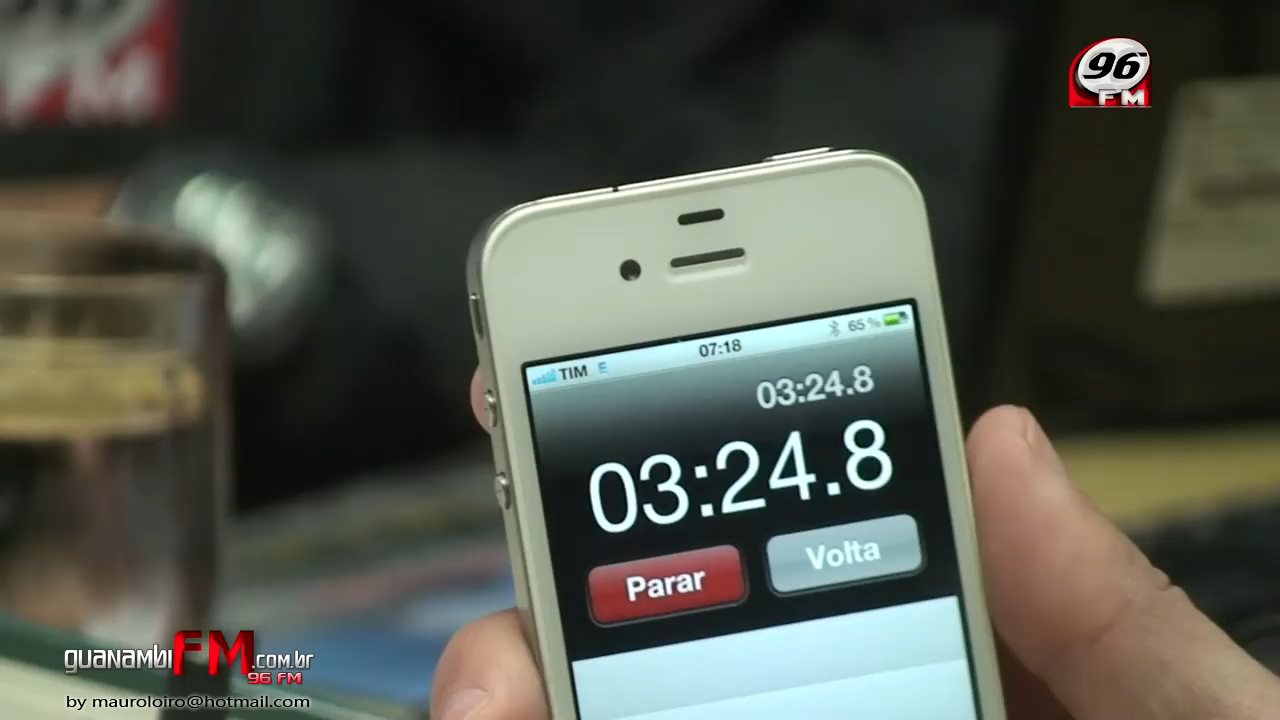 96
FM
FM
TIM E 07:18 65 %
03:24.8
03:24.8
Parar Volta
guanambiFM.com.br
96 FM
by mauroloiro@hotmail.com